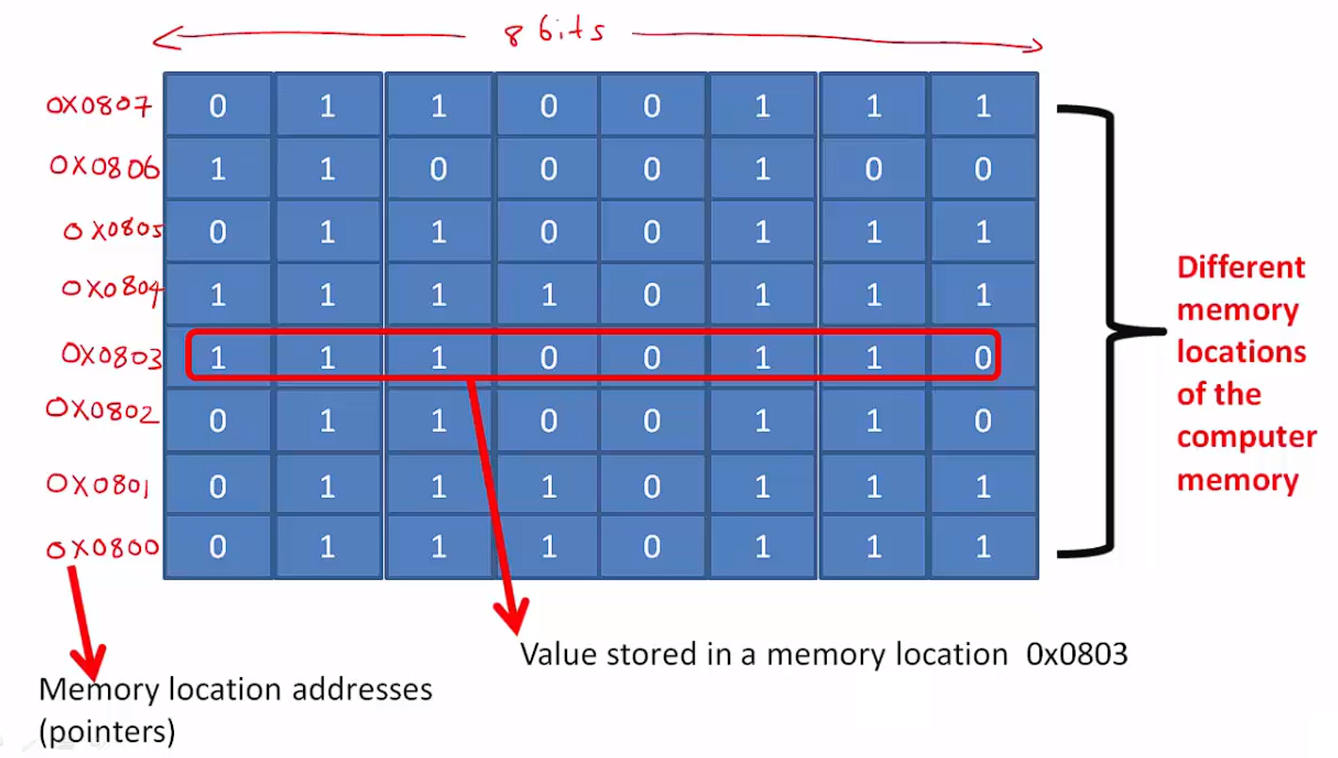 8 bits
0X0807 0 1 1 0 0 1 1 1
0X0806 1 1 0 0 0 1 0 0
0X0805 0 1 1 0 0 1 1 1
0X0804 1 1 1 1 0 1 1 1
0X0803 1 1 1 0 0 1 1 0
0X0802 0 1 1 0 0 1 1 0
0X0801 0 1 1 1 0 1 1 1
0X0800 0 1 1 1 0 1 1 1
Different
memory
locations
of the
computer
memory
Value stored in a memory location 0x0803
Memory location addresses
(pointers)